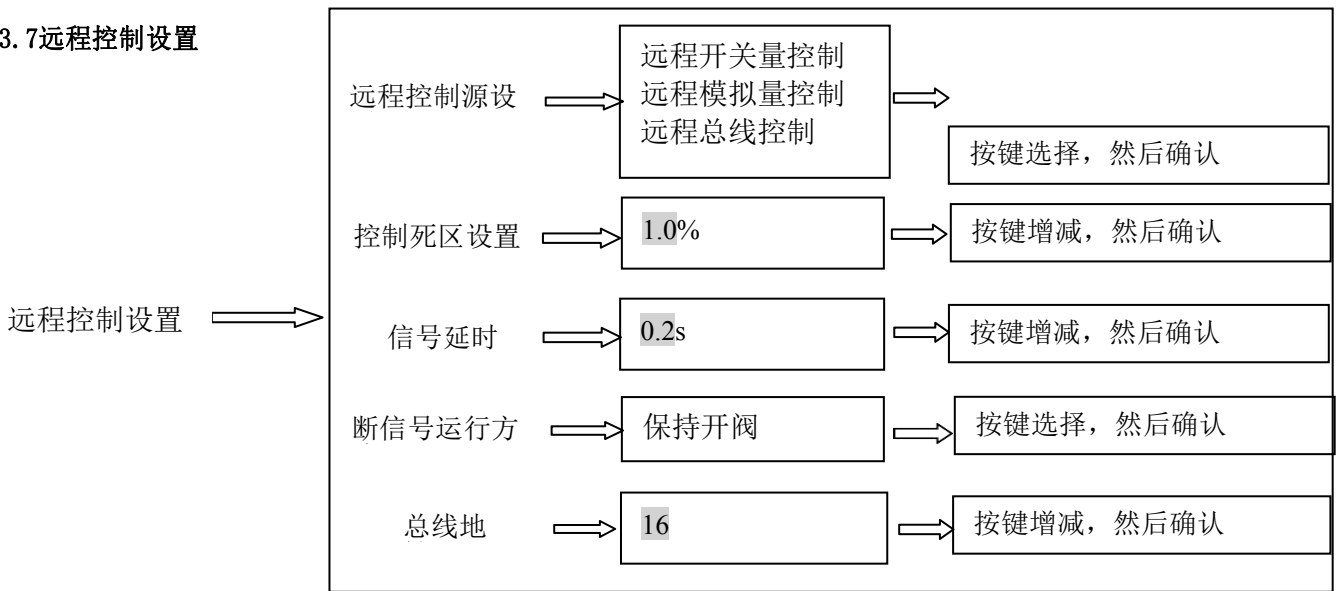 3.7远程控制设置
远程控制设置
远程控制源设
远程开关量控制
远程模拟量控制
远程总线控制
按键选择，然后确认
控制死区设置
1.0%
按键增减，然后确认
信号延时
0.2s
按键增减，然后确认
断信号运行方
保持开阀
按键选择，然后确认
总线地
16
按键增减，然后确认